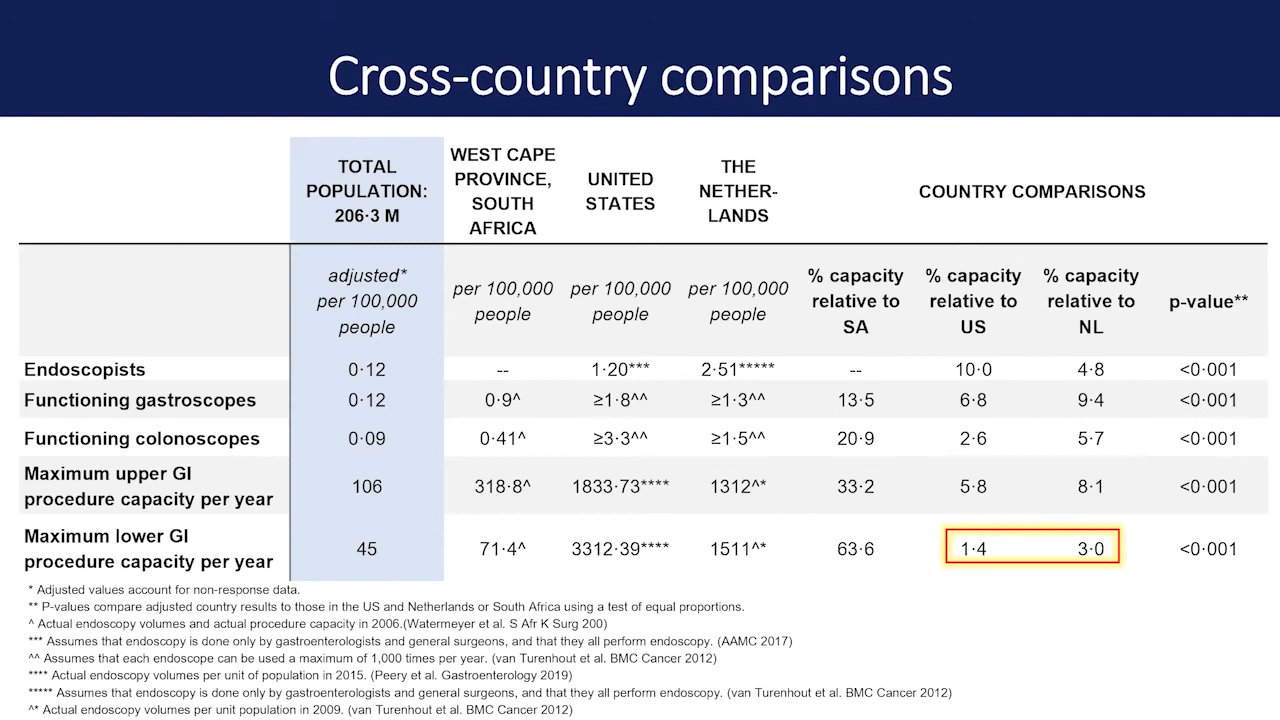 Cross-country comparisons
TOTAL
POPULATION:
206·3 M
WEST CAPE
PROVINCE,
SOUTH
AFRICA
UNITED
STATES
THE
NETHER-
LANDS
COUNTRY COMPARISONS
adjusted*
per 100,000
people
per 100,000
people
per 100,000
people
per 100,000
people
% capacity
relative to
SA
% capacity
relative to
US
% capacity
relative to
NL
p-value**
Endoscopists 0·12 -- 1·20*** 2·51***** -- 10·0 4·8 <0·001
Functioning gastroscopes 0·12 0·9^ ≥1·8^^ ≥1·3^^ 13·5 6·8 9·4 <0·001
Functioning colonoscopes 0·09 0·41^ ≥3·3^^ ≥1·5^^ 20·9 2·6 5·7 <0·001
Maximum upper GI
procedure capacity per year 106 318·8^ 1833·73**** 1312^* 33·2 5·8 8·1 <0·001
Maximum lower GI
procedure capacity per year 45 71·4^ 3312·39**** 1511^* 63·6 1·4 3·0 <0·001
* Adjusted values account for non-response data.
** P-values compare adjusted country results to those in the US and Netherlands or South Africa using a test of equal proportions.
^ Actual endoscopy volumes and actual procedure capacity in 2006.(Watermeyer et al. S Afr K Surg 200)
*** Assumes that endoscopy is done only by gastroenterologists and general surgeons, and that they all perform endoscopy. (AAMC 2017)
^^ Assumes that each endoscope can be used a maximum of 1,000 times per year. (van Turenhout et al. BMC Cancer 2012)
**** Actual endoscopy volumes per unit of population in 2015. (Peery et al. Gastroenterology 2019)
***** Assumes that endoscopy is done only by gastroenterologists and general surgeons, and that they all perform endoscopy. (van Turenhout et al. BMC Cancer 2012)
^* Actual endoscopy volumes per unit population in 2009. (van Turenhout et al. BMC Cancer 2012)